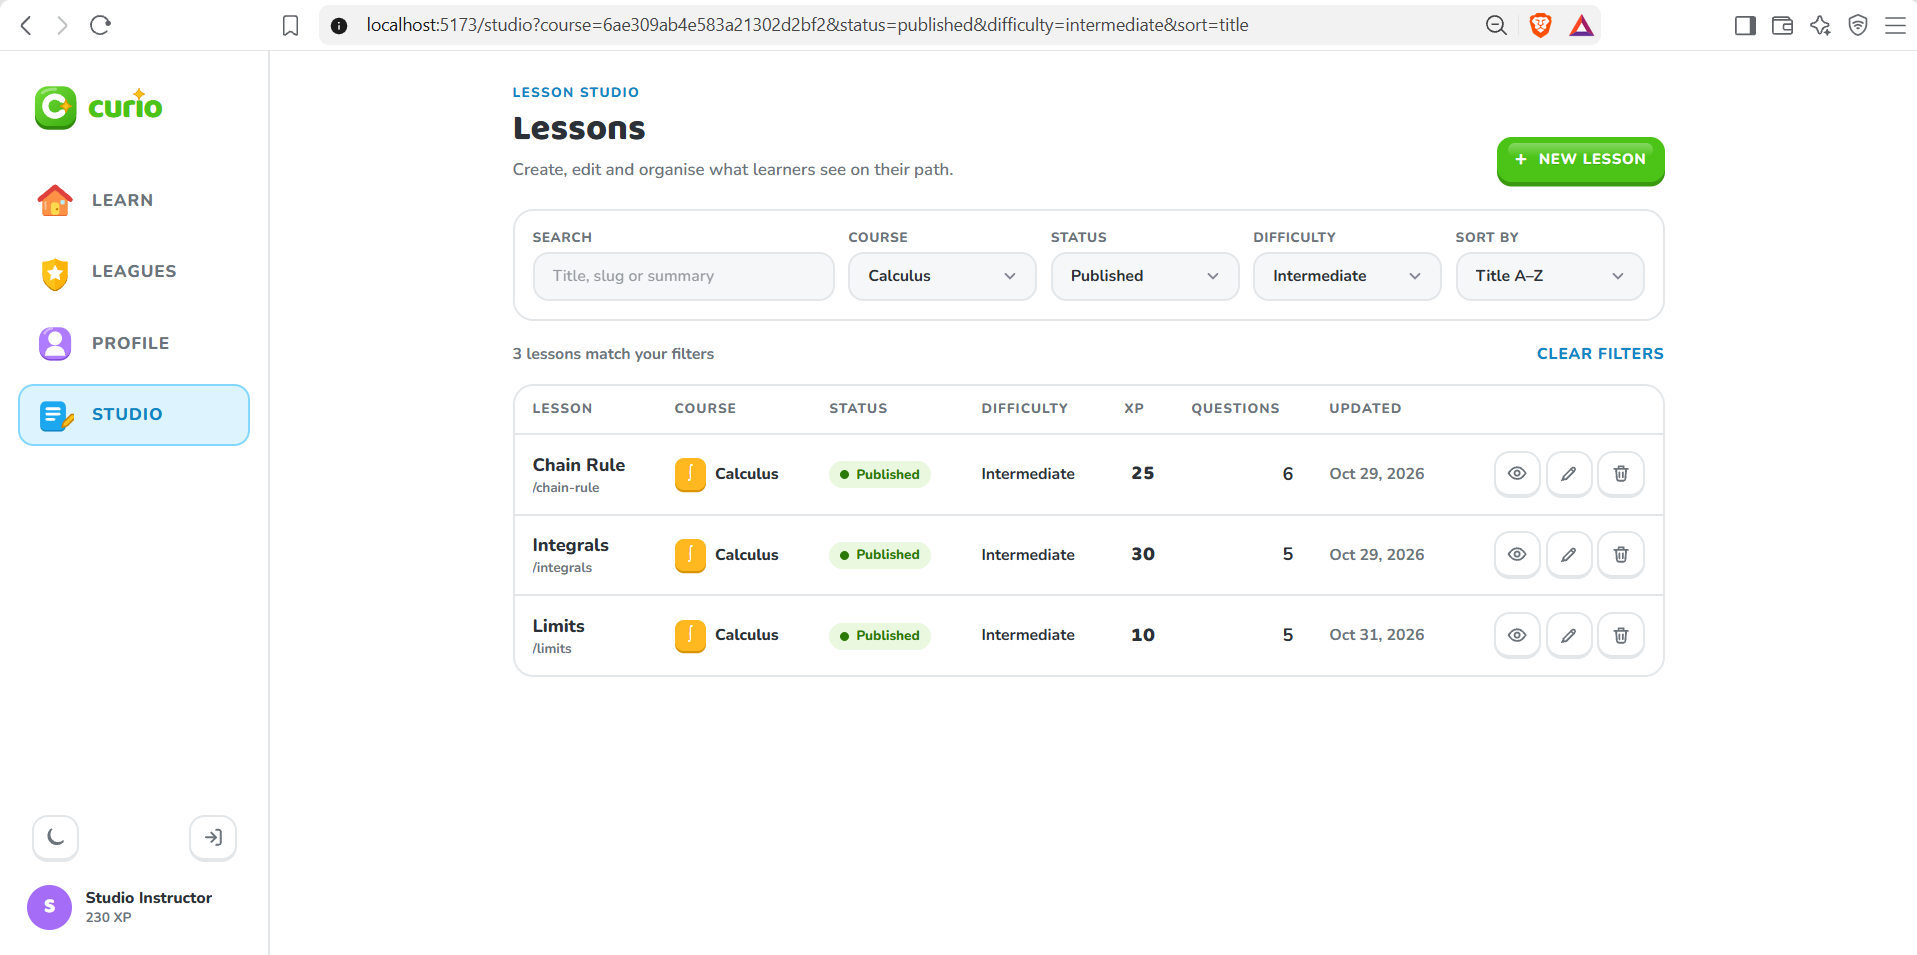 localhost:5173/studio?course=6ae309ab4e583a21302d2bf2&status=published&difficulty=intermediate&sort=title
curio
LEARN
LEAGUES
PROFILE
STUDIO
S
Studio Instructor
230 XP
LESSON STUDIO
Lessons
Create, edit and organise what learners see on their path.
+ NEW LESSON
SEARCH COURSE STATUS DIFFICULTY SORT BY
Title, slug or summary Calculus Published Intermediate Title A–Z
3 lessons match your filters CLEAR FILTERS
LESSON COURSE STATUS DIFFICULTY XP QUESTIONS UPDATED
Chain Rule
/chain-rule
∫ Calculus Published Intermediate 25 6 Oct 29, 2026
Integrals
/integrals
∫ Calculus Published Intermediate 30 5 Oct 29, 2026
Limits
/limits
∫ Calculus Published Intermediate 10 5 Oct 31, 2026